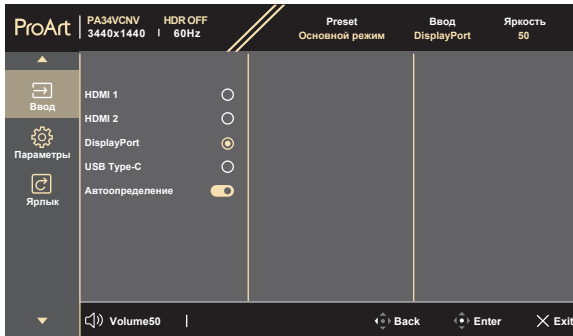 ProArt
PA34VCNV HDR OFF
3440x1440 | 60Hz
Preset
Основной режим
Ввод
DisplayPort
Яркость
50
Ввод
Параметры
Ярлык
HDMI 1
HDMI 2
DisplayPort
USB Type-C
Автоопределение
Volume50 |
Back
Enter
Exit